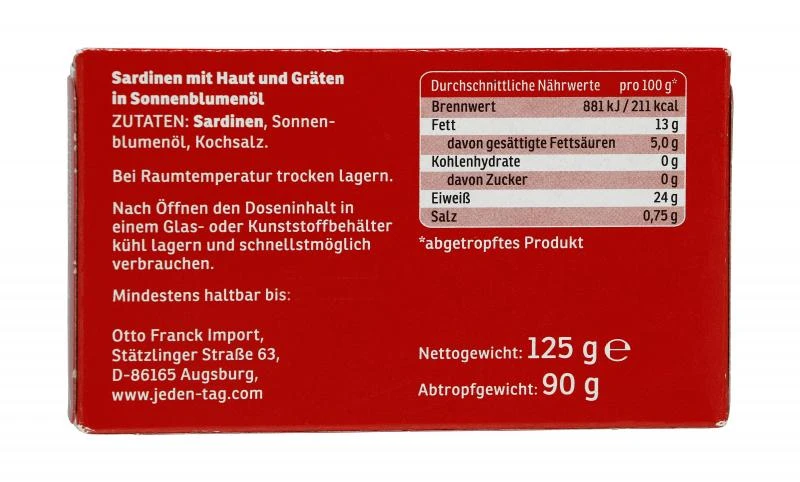 Sardinen mit Haut und Gräten
in Sonnenblumenöl
ZUTATEN: Sardinen, Sonnen-
blumenöl, Kochsalz.
Bei Raumtemperatur trocken lagern.
Nach Öffnen den Doseninhalt in
einem Glas- oder Kunststoffbehälter
kühl lagern und schnellstmöglich
verbrauchen.
Mindestens haltbar bis:
Otto Franck Import,
Stätzlinger Straße 63,
D-86165 Augsburg,
www.jeden-tag.com
Durchschnittliche Nährwerte pro 100 g*
Brennwert 881 kJ / 211 kcal
Fett 13 g
davon gesättigte Fettsäuren 5,0 g
Kohlenhydrate 0 g
davon Zucker 0 g
Eiweiß 24 g
Salz 0,75 g
*abgetropftes Produkt
Nettogewicht: 125 g ℮
Abtropfgewicht: 90 g